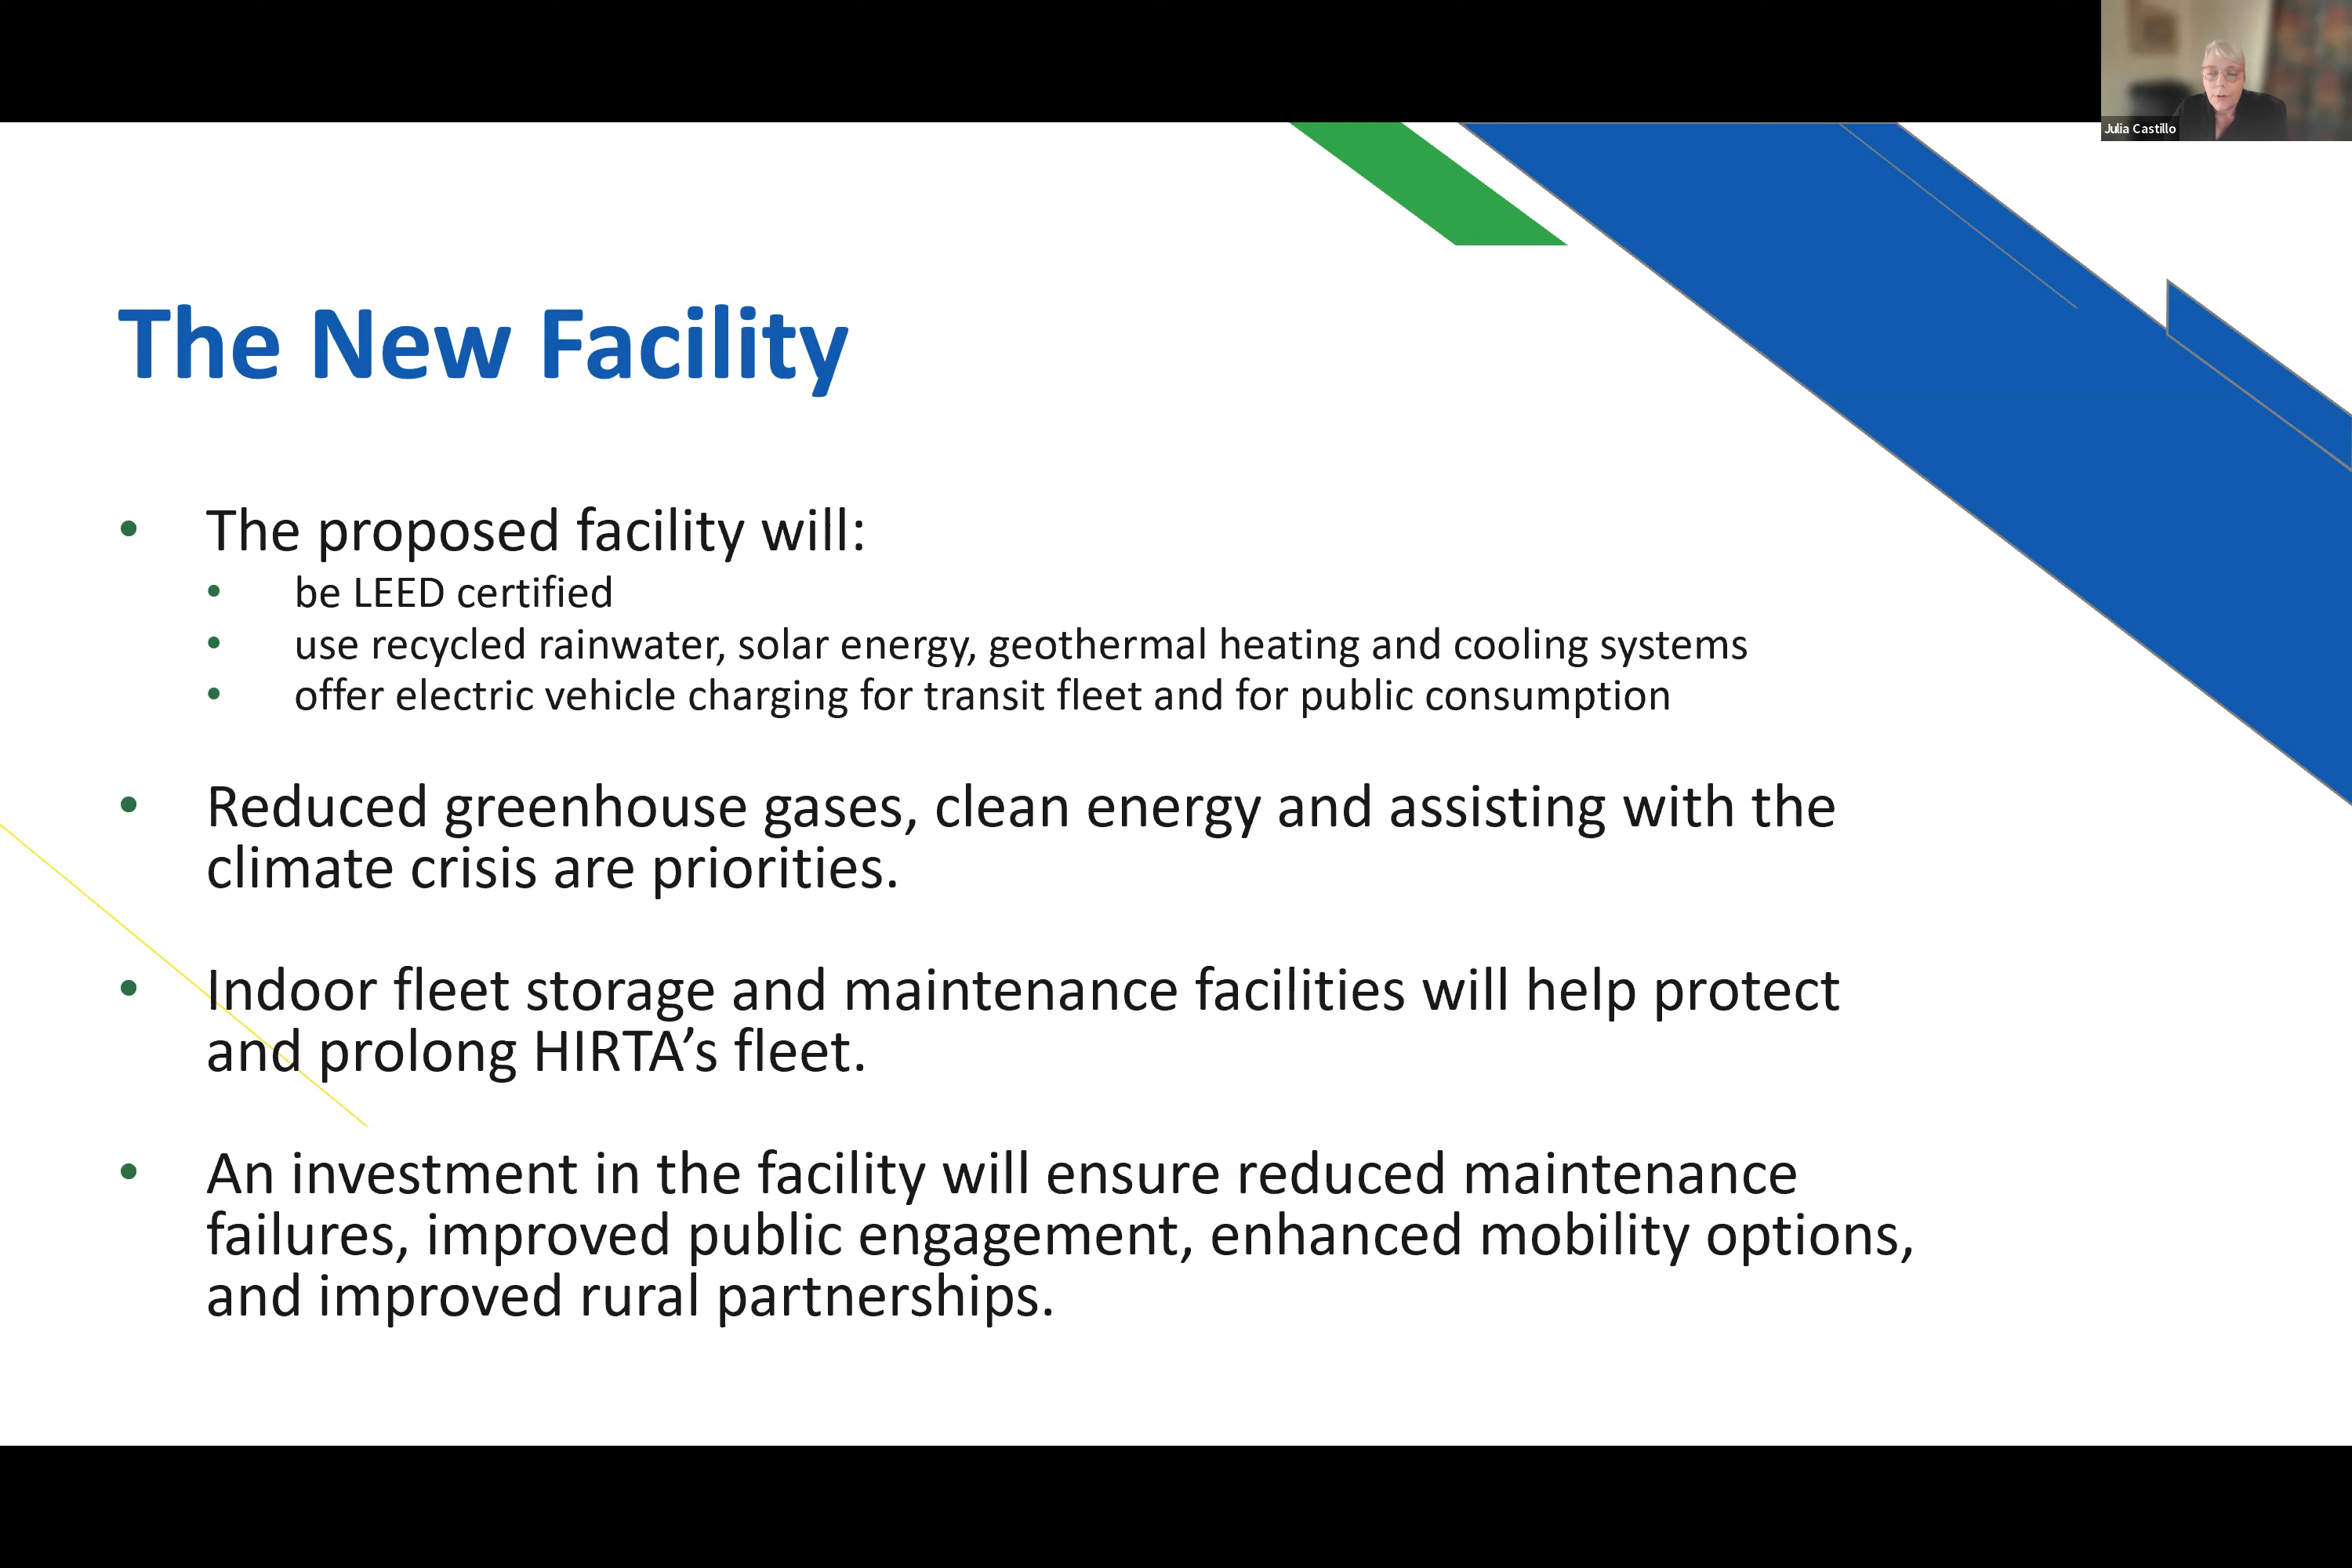 Julia Castillo
The New Facility
• The proposed facility will:
• be LEED certified
• use recycled rainwater, solar energy, geothermal heating and cooling systems
• offer electric vehicle charging for transit fleet and for public consumption
• Reduced greenhouse gases, clean energy and assisting with the
climate crisis are priorities.
• Indoor fleet storage and maintenance facilities will help protect
and prolong HIRTA’s fleet.
• An investment in the facility will ensure reduced maintenance
failures, improved public engagement, enhanced mobility options,
and improved rural partnerships.